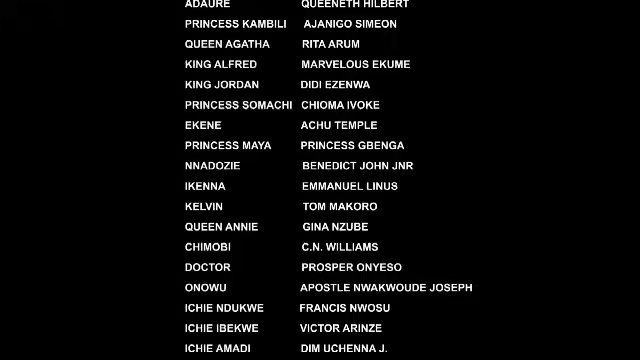 ADAURE QUEENETH HILBERT
PRINCESS KAMBILI AJANIGO SIMEON
QUEEN AGATHA RITA ARUM
KING ALFRED MARVELOUS EKUME
KING JORDAN DIDI EZENWA
PRINCESS SOMACHI CHIOMA IVOKE
EKENE ACHU TEMPLE
PRINCESS MAYA PRINCESS GBENGA
NNADOZIE BENEDICT JOHN JNR
IKENNA EMMANUEL LINUS
KELVIN TOM MAKORO
QUEEN ANNIE GINA NZUBE
CHIMOBI C.N. WILLIAMS
DOCTOR PROSPER ONYESO
ONOWU APOSTLE NWAKWOUDE JOSEPH
ICHIE NDUKWE FRANCIS NWOSU
ICHIE IBEKWE VICTOR ARINZE
ICHIE AMADI DIM UCHENNA J.